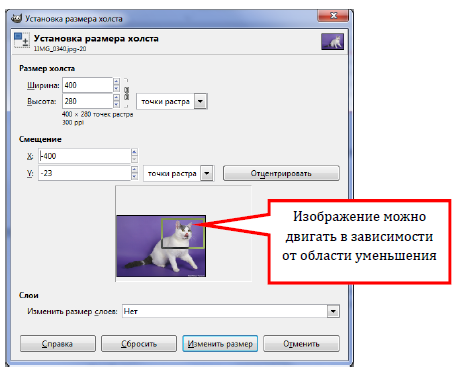 Установка размера холста
Установка размера холста
IMG_0340.jpg-20
Размер холста
Ширина: 400
Высота: 280 точки растра
400 × 280 точек растра
300 ppi
Смещение
X: -400
Y: -23 точки растра Отцентрировать
Изображение можно
двигать в зависимости
от области уменьшения
Слои
Изменить размер слоев: Нет
Справка Сбросить Изменить размер Отменить